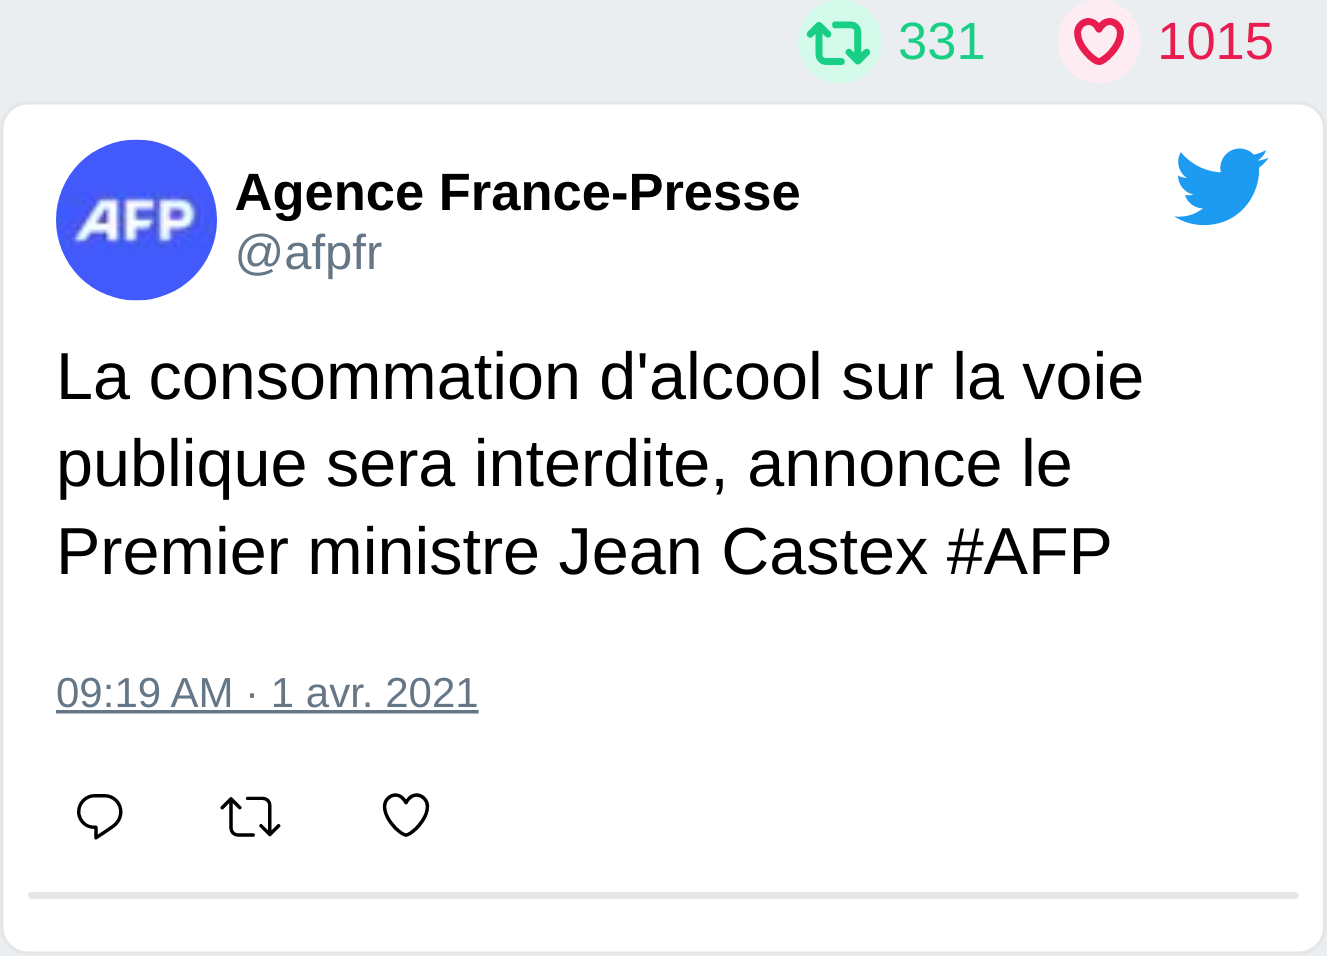 331 1015
AFP
Agence France-Presse
@afpfr
La consommation d'alcool sur la voie
publique sera interdite, annonce le
Premier ministre Jean Castex #AFP
09:19 AM · 1 avr. 2021